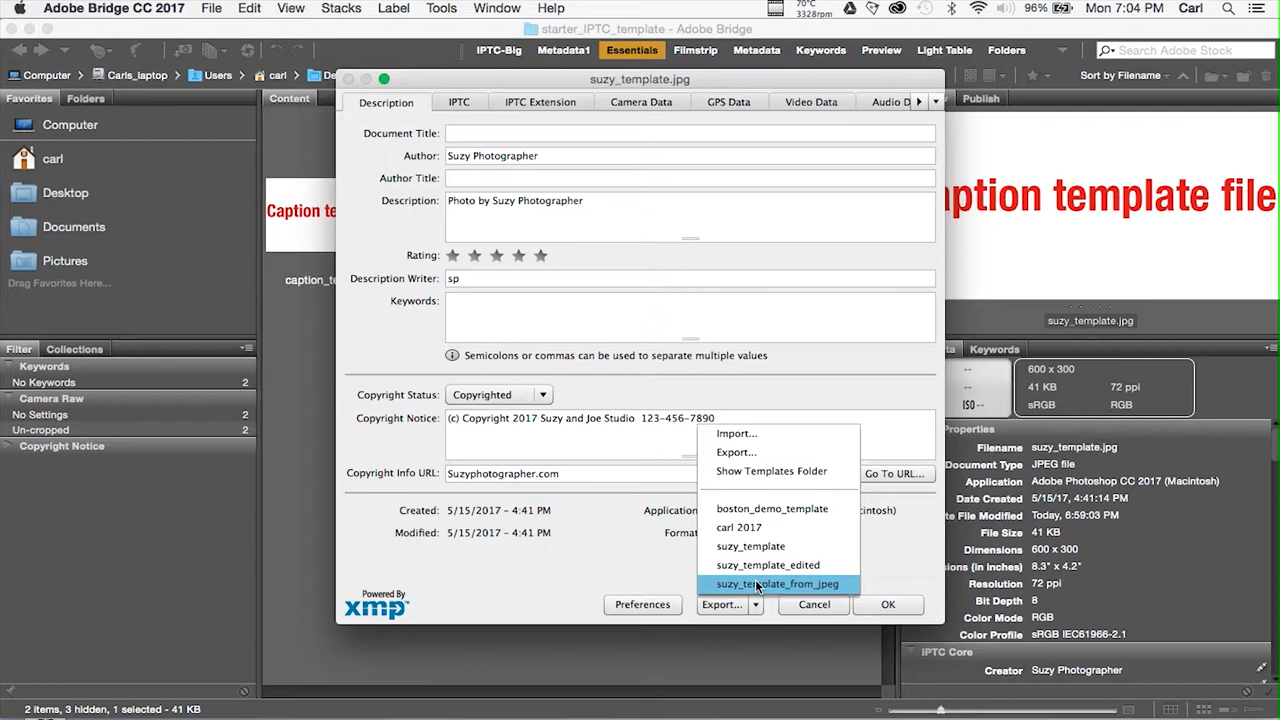 Adobe Bridge CC 2017 File Edit View Stacks Label Tools Window Help 70°C 3328rpm 96% Mon 7:04 PM Carl
starter_IPTC_template - Adobe Bridge
IPTC-Big Metadata1 Essentials Filmstrip Metadata Keywords Preview Light Table Folders Search Adobe Stock
Computer Carls_laptop Users carl Sort by Filename
suzy_template.jpg
Favorites Folders
Computer
carl
Desktop
Documents
Pictures
Drag Favorites Here...
Filter Collections
Keywords
No Keywords 2
Camera Raw
No Settings 2
Un-cropped 2
Copyright Notice
2 items, 3 hidden, 1 selected - 41 KB
Content
Caption te
caption_te
Description IPTC IPTC Extension Camera Data GPS Data Video Data Audio D
Document Title:
Author: Suzy Photographer
Author Title:
Description: Photo by Suzy Photographer
Rating:
Description Writer: sp
Keywords:
Semicolons or commas can be used to separate multiple values
Copyright Status: Copyrighted
Copyright Notice: (c) Copyright 2017 Suzy and Joe Studio 123-456-7890
Copyright Info URL: Suzyphotographer.com Go To URL...
Created: 5/15/2017 - 4:41 PM Application
Modified: 5/15/2017 - 4:41 PM Format
Import...
Export...
Show Templates Folder
boston_demo_template
carl 2017
suzy_template
suzy_template_edited
suzy_template_from_jpeg
Powered By
xmp
Preferences Export... Cancel OK
Publish
aption template file
suzy_template.jpg
Keywords
600 x 300
41 KB 72 ppi
ISO -- sRGB RGB
Properties
Filename suzy_template.jpg
Document Type JPEG file
Application Adobe Photoshop CC 2017 (Macintosh)
Date Created 5/15/17, 4:41:14 PM
ate File Modified Today, 6:59:03 PM
File Size 41 KB
Dimensions 600 x 300
8.3" x 4.2"
Resolution 72 ppi
Bit Depth 8
Color Mode RGB
Color Profile sRGB IEC61966-2.1
IPTC Core
Creator Suzy Photographer